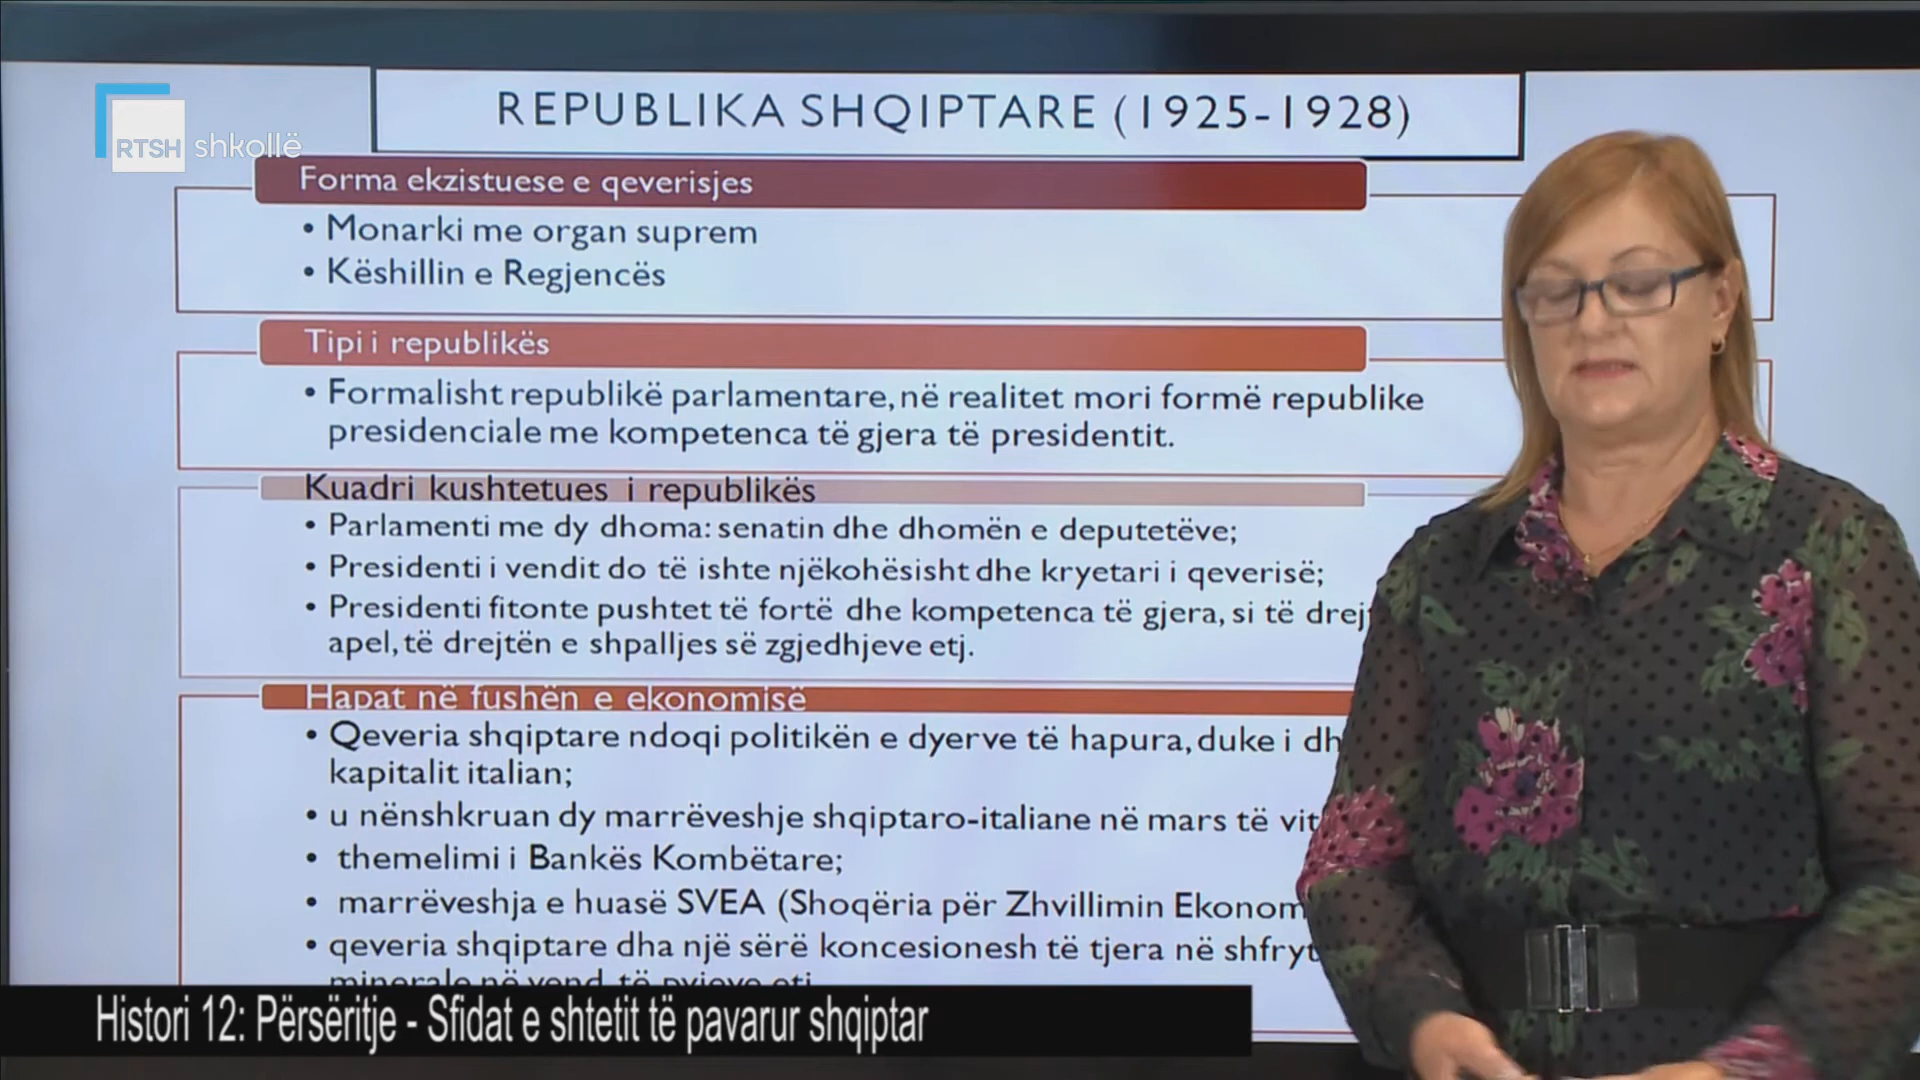 REPUBLIKA SHQIPTARE (1925-1928)
RTSH shkollë
Forma ekzistuese e qeverisjes
• Monarki me organ suprem
• Këshillin e Regjencës
Tipi i republikës
• Formalisht republikë parlamentare, në realitet mori formë republike
presidenciale me kompetenca të gjera të presidentit.
Kuadri kushtetues i republikës
• Parlamenti me dy dhoma: senatin dhe dhomën e deputetëve;
• Presidenti i vendit do të ishte njëkohësisht dhe kryetari i qeverisë;
• Presidenti fitonte pushtet të fortë dhe kompetenca të gjera, si të
apel, të drejtën e shpalljes së zgjedhjeve etj.
Hapat në fushën e ekonomisë
• Qeveria shqiptare ndoqi politikën e dyerve të hapura, duke i
kapitalit italian;
• u nënshkruan dy marrëveshje shqiptaro-italiane në mars të
• themelimi i Bankës Kombëtare;
• marrëveshja e huasë SVEA (Shoqëria për Zhvillimin
• qeveria shqiptare dha një sërë koncesionesh të tjera në
minerale në vend, të pyjeve etj.
Histori 12: Përsëritje - Sfidat e shtetit të pavarur shqiptar